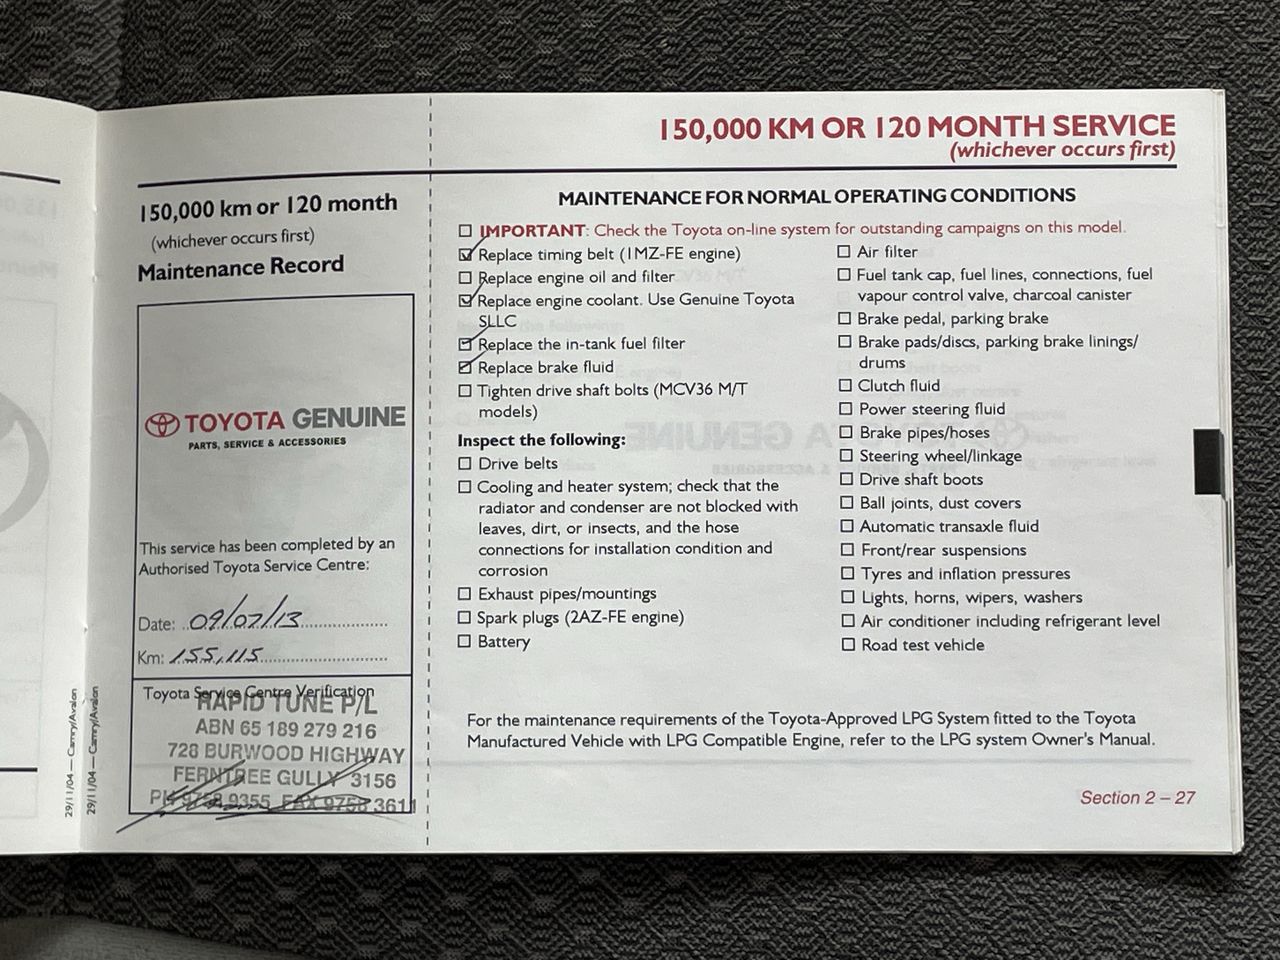 150,000 KM OR 120 MONTH SERVICE
(whichever occurs first)
150,000 km or 120 month
(whichever occurs first)
Maintenance Record
TOYOTA GENUINE
PARTS, SERVICE & ACCESSORIES
This service has been completed by an
Authorised Toyota Service Centre:
Date: 09/07/13
Km: 155,115
Toyota Service Centre Verification
RAPID TUNE P/L
ABN 65 189 279 216
728 BURWOOD HIGHWAY
FERNTREE GULLY 3156
PH 9758 9355 FAX 9758 3611
29/11/04 — Camry/Avalon
29/11/04 — Camry/Avalon
MAINTENANCE FOR NORMAL OPERATING CONDITIONS
IMPORTANT: Check the Toyota on-line system for outstanding campaigns on this model.
Replace timing belt (1MZ-FE engine)
Replace engine oil and filter
Replace engine coolant. Use Genuine Toyota
SLLC
Replace the in-tank fuel filter
Replace brake fluid
Tighten drive shaft bolts (MCV36 M/T
models)
Inspect the following:
Drive belts
Cooling and heater system; check that the
radiator and condenser are not blocked with
leaves, dirt, or insects, and the hose
connections for installation condition and
corrosion
Exhaust pipes/mountings
Spark plugs (2AZ-FE engine)
Battery
Air filter
Fuel tank cap, fuel lines, connections, fuel
vapour control valve, charcoal canister
Brake pedal, parking brake
Brake pads/discs, parking brake linings/
drums
Clutch fluid
Power steering fluid
Brake pipes/hoses
Steering wheel/linkage
Drive shaft boots
Ball joints, dust covers
Automatic transaxle fluid
Front/rear suspensions
Tyres and inflation pressures
Lights, horns, wipers, washers
Air conditioner including refrigerant level
Road test vehicle
For the maintenance requirements of the Toyota-Approved LPG System fitted to the Toyota
Manufactured Vehicle with LPG Compatible Engine, refer to the LPG system Owner's Manual.
Section 2 – 27